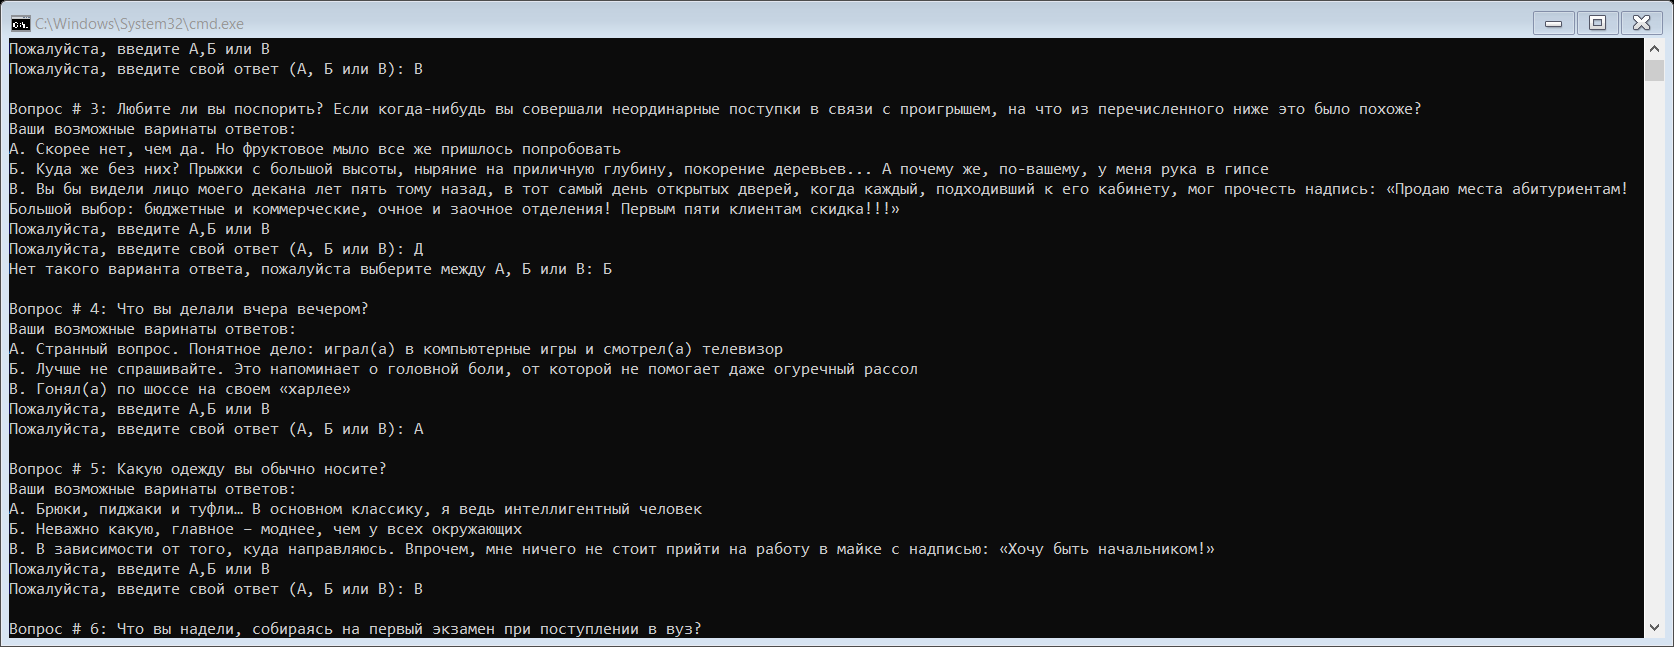 C:\Windows\System32\cmd.exe
Пожалуйста, введите А,Б или В
Пожалуйста, введите свой ответ (А, Б или В): В
Вопрос # 3: Любите ли вы поспорить? Если когда-нибудь вы совершали неординарные поступки в связи с проигрышем, на что из перечисленного ниже это было похоже?
Ваши возможные варинаты ответов:
А. Скорее нет, чем да. Но фруктовое мыло все же пришлось попробовать
Б. Куда же без них? Прыжки с большой высоты, ныряние на приличную глубину, покорение деревьев... А почему же, по-вашему, у меня рука в гипсе
В. Вы бы видели лицо моего декана лет пять тому назад, в тот самый день открытых дверей, когда каждый, подходивший к его кабинету, мог прочесть надпись: «Продаю места абитуриентам!
Большой выбор: бюджетные и коммерческие, очное и заочное отделения! Первым пяти клиентам скидка!!!»
Пожалуйста, введите А,Б или В
Пожалуйста, введите свой ответ (А, Б или В): Д
Нет такого варианта ответа, пожалуйста выберите между А, Б или В: Б
Вопрос # 4: Что вы делали вчера вечером?
Ваши возможные варинаты ответов:
А. Странный вопрос. Понятное дело: играл(а) в компьютерные игры и смотрел(а) телевизор
Б. Лучше не спрашивайте. Это напоминает о головной боли, от которой не помогает даже огуречный рассол
В. Гонял(а) по шоссе на своем «харлее»
Пожалуйста, введите А,Б или В
Пожалуйста, введите свой ответ (А, Б или В): А
Вопрос # 5: Какую одежду вы обычно носите?
Ваши возможные варинаты ответов:
А. Брюки, пиджаки и туфли… В основном классику, я ведь интеллигентный человек
Б. Неважно какую, главное – моднее, чем у всех окружающих
В. В зависимости от того, куда направляюсь. Впрочем, мне ничего не стоит прийти на работу в майке с надписью: «Хочу быть начальником!»
Пожалуйста, введите А,Б или В
Пожалуйста, введите свой ответ (А, Б или В): В
Вопрос # 6: Что вы надели, собираясь на первый экзамен при поступлении в вуз?